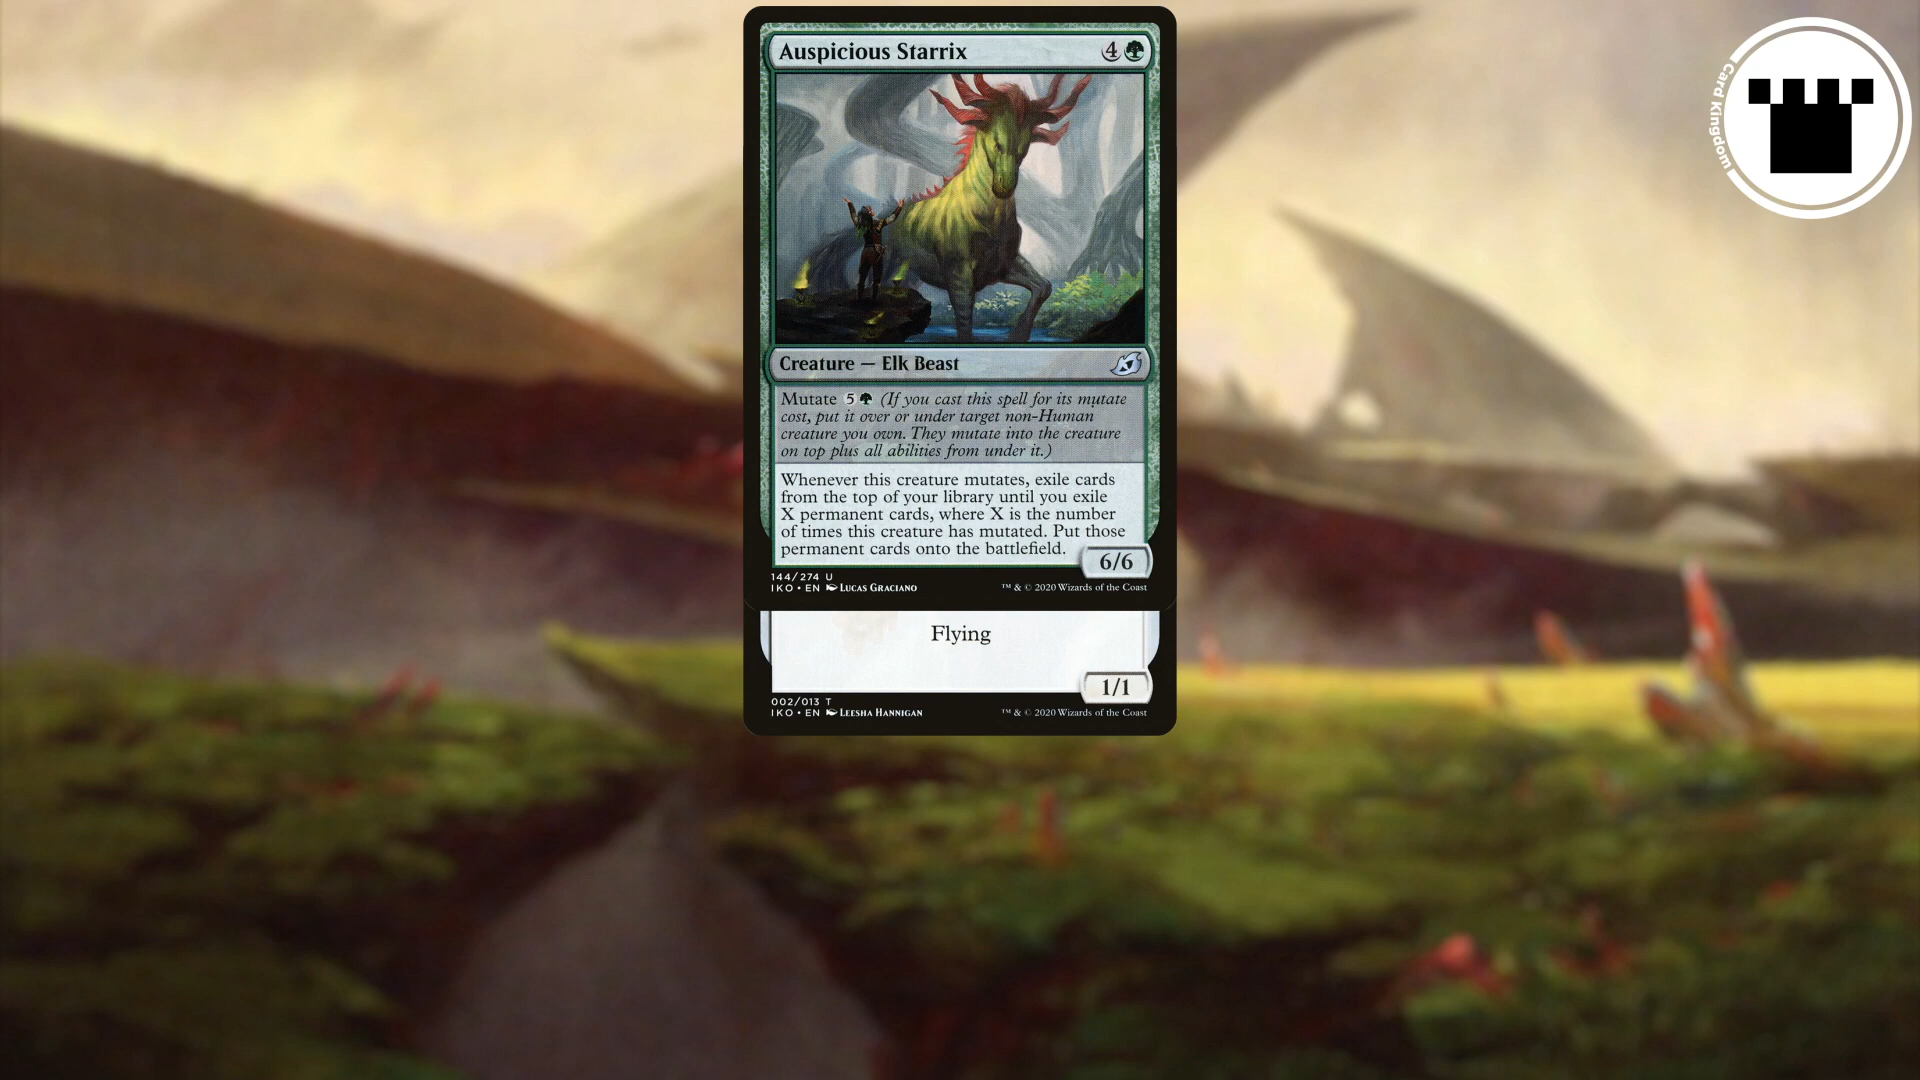 Auspicious Starrix 4
Card Kingdom
Creature — Elk Beast
Mutate 5 (If you cast this spell for its mutate
cost, put it over or under target non-Human
creature you own. They mutate into the creature
on top plus all abilities from under it.)
Whenever this creature mutates, exile cards
from the top of your library until you exile
X permanent cards, where X is the number
of times this creature has mutated. Put those
permanent cards onto the battlefield.
6/6
144/274 U
IKO • EN Lucas Graciano ™ & © 2020 Wizards of the Coast
Flying
1/1
002/013 T
IKO • EN Leesha Hannigan ™ & © 2020 Wizards of the Coast